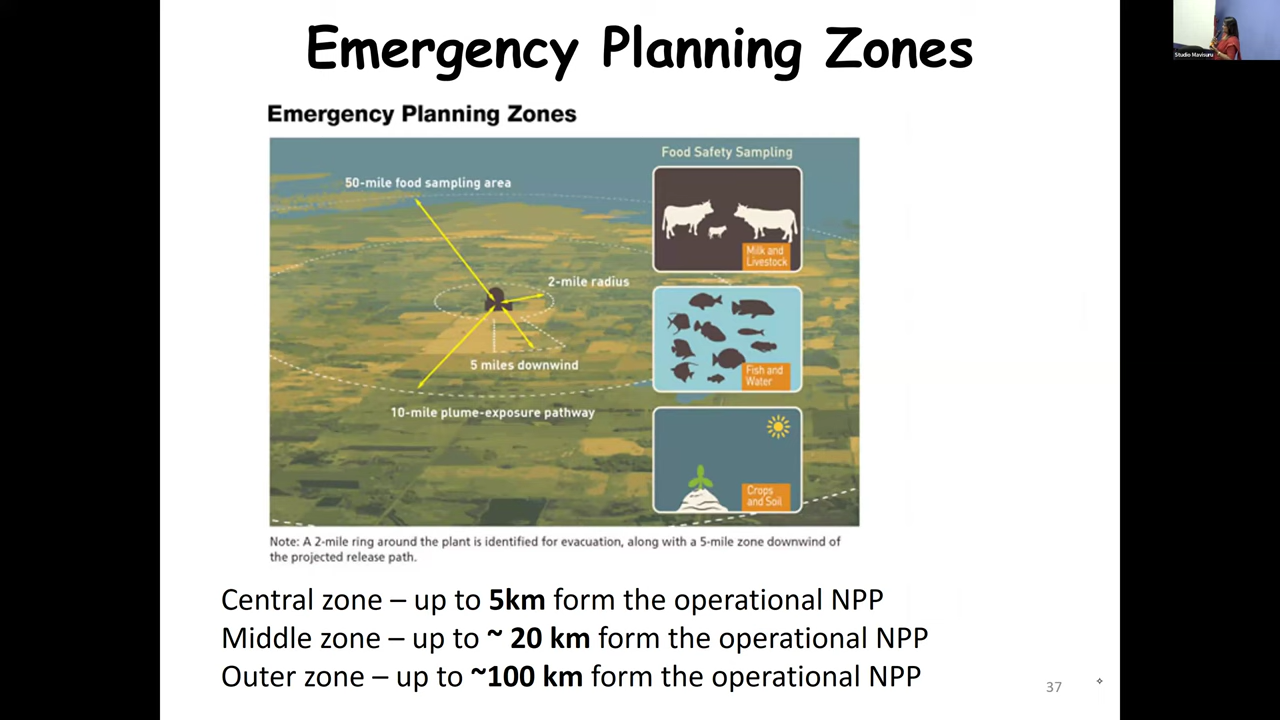 Emergency Planning Zones
Studio Mavisuru
Emergency Planning Zones
Food Safety Sampling
50-mile food sampling area
Milk and
Livestock
2-mile radius
5 miles downwind
Fish and
Water
10-mile plume-exposure pathway
Crops
and Soil
Note: A 2-mile ring around the plant is identified for evacuation, along with a 5-mile zone downwind of
the projected release path.
Central zone – up to 5km form the operational NPP
Middle zone – up to ~ 20 km form the operational NPP
Outer zone – up to ~100 km form the operational NPP
37